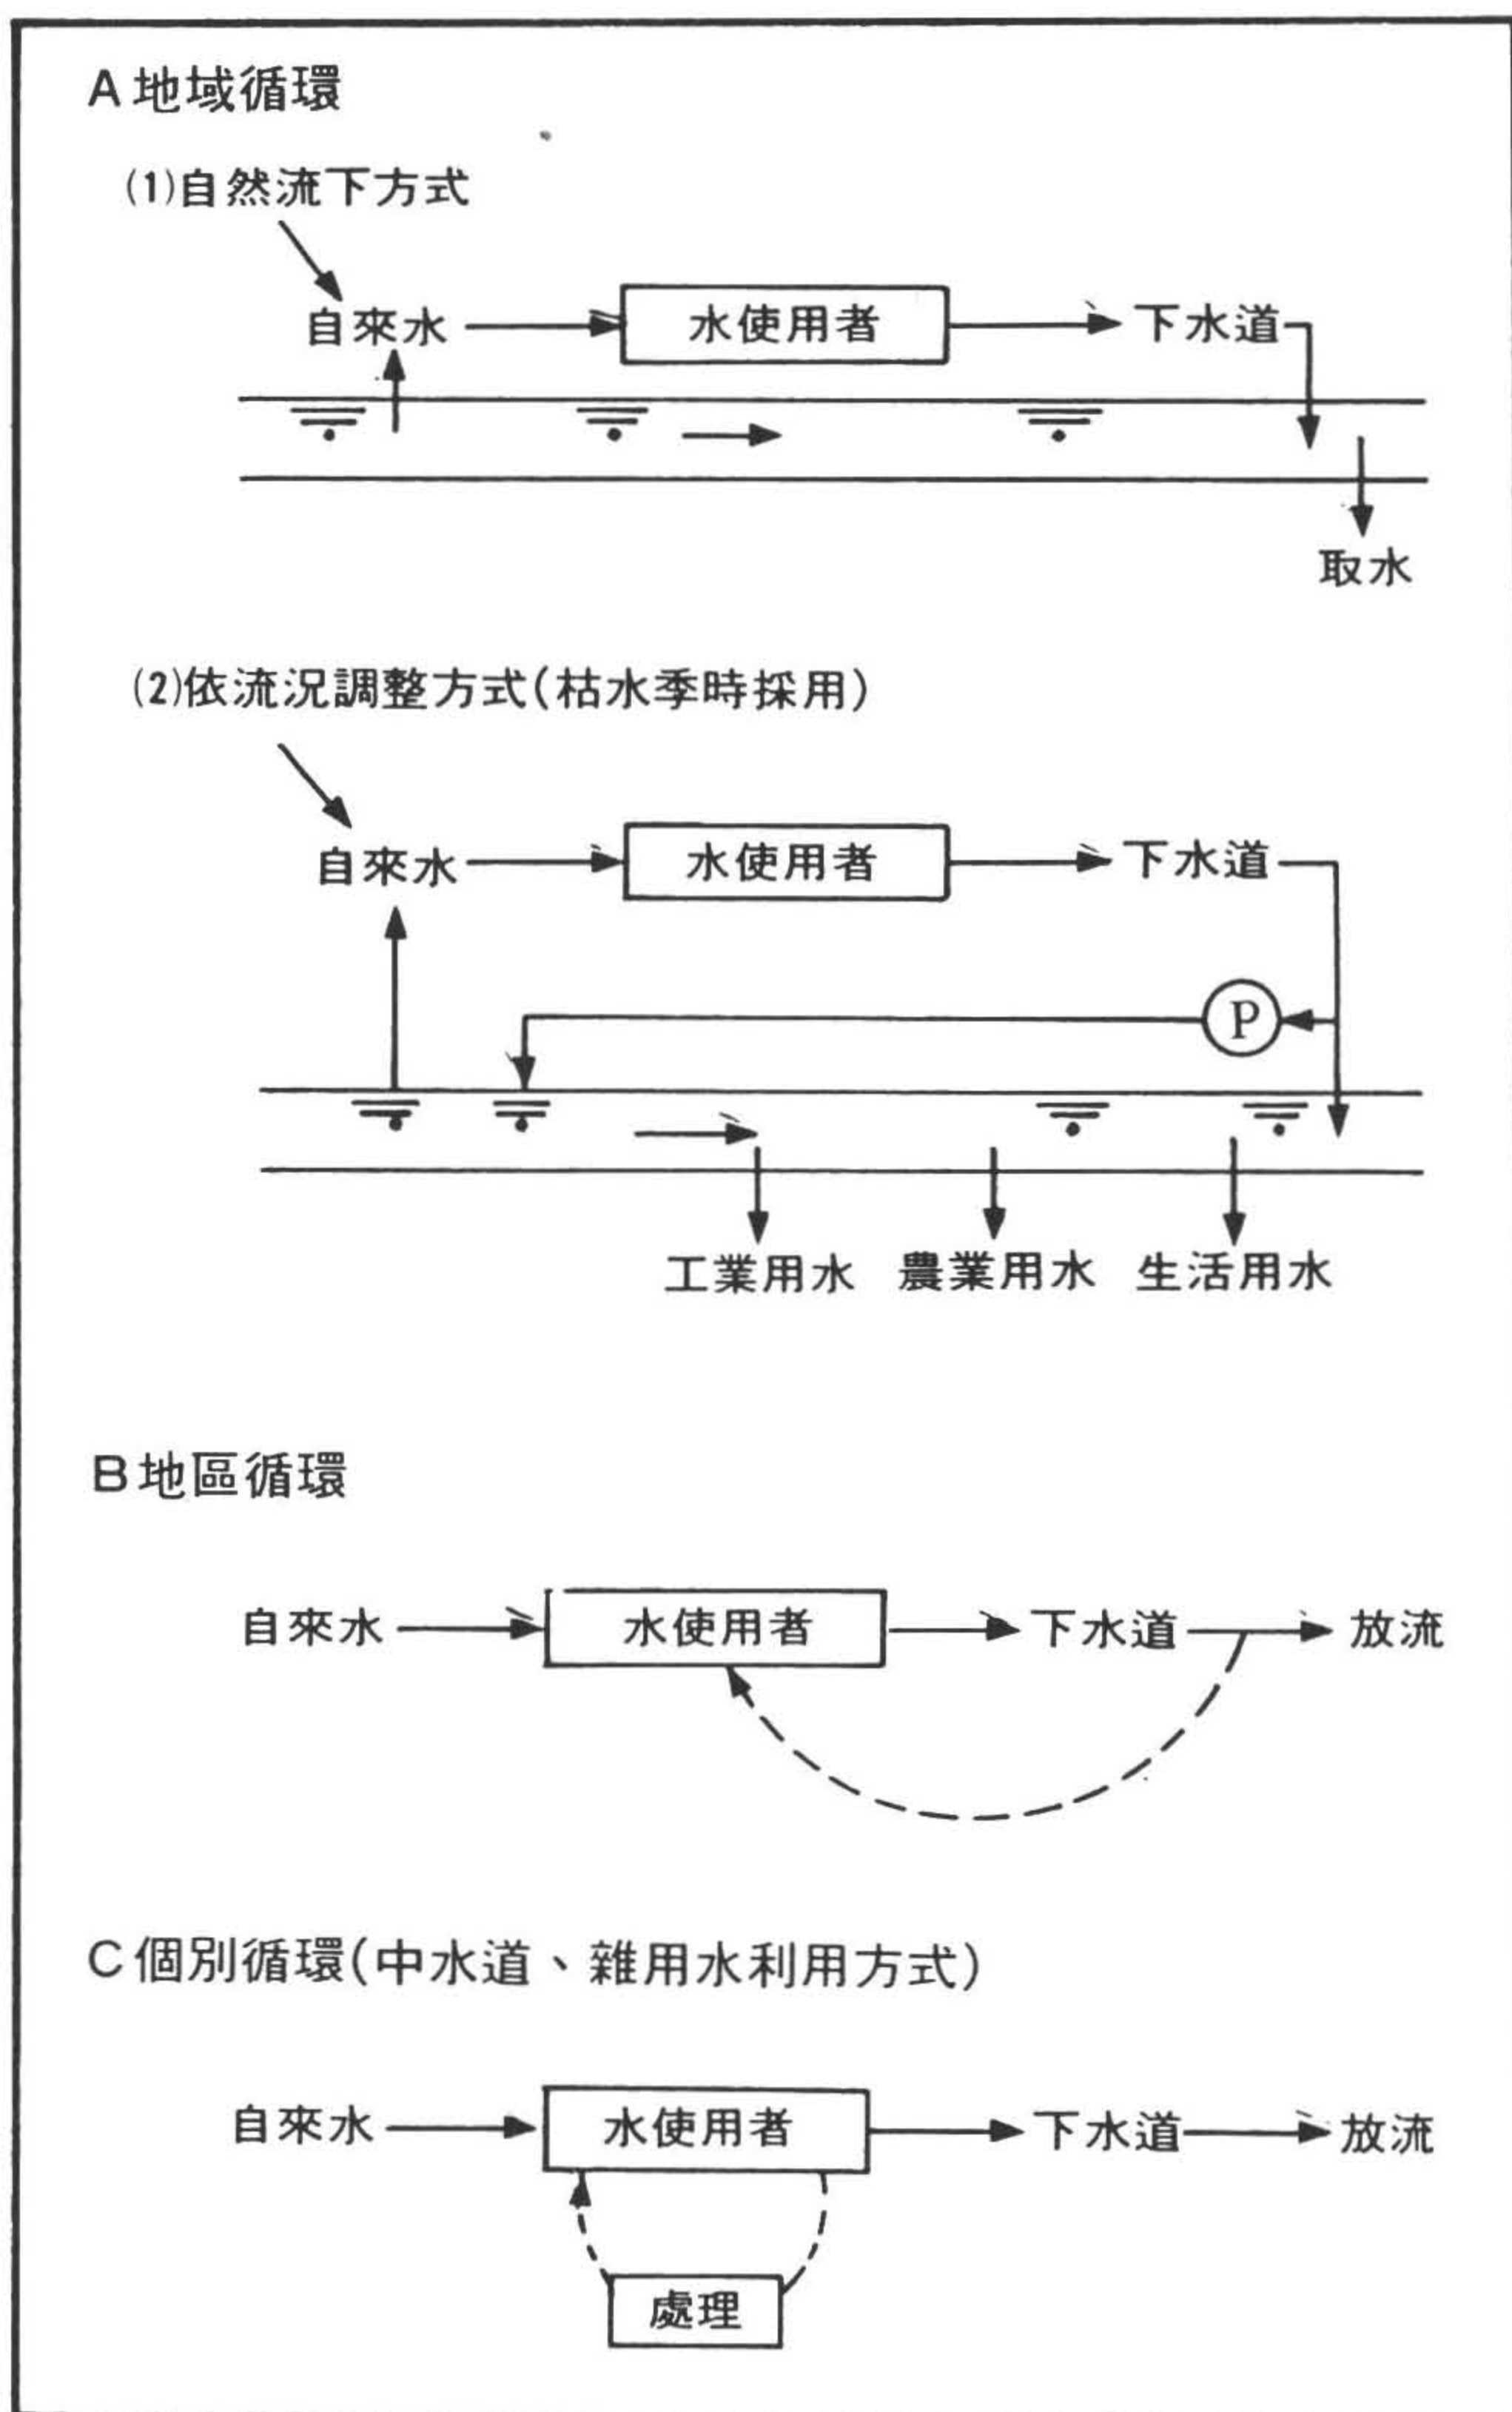 A地域循環
(1)自然流下方式
自來水 水使用者 下水道
取水
(2)依流況調整方式(枯水季時採用)
自來水 水使用者 下水道
P
工業用水 農業用水 生活用水
B地區循環
自來水 水使用者 下水道 放流
C個別循環(中水道、雜用水利用方式)
自來水 水使用者 下水道 放流
處理